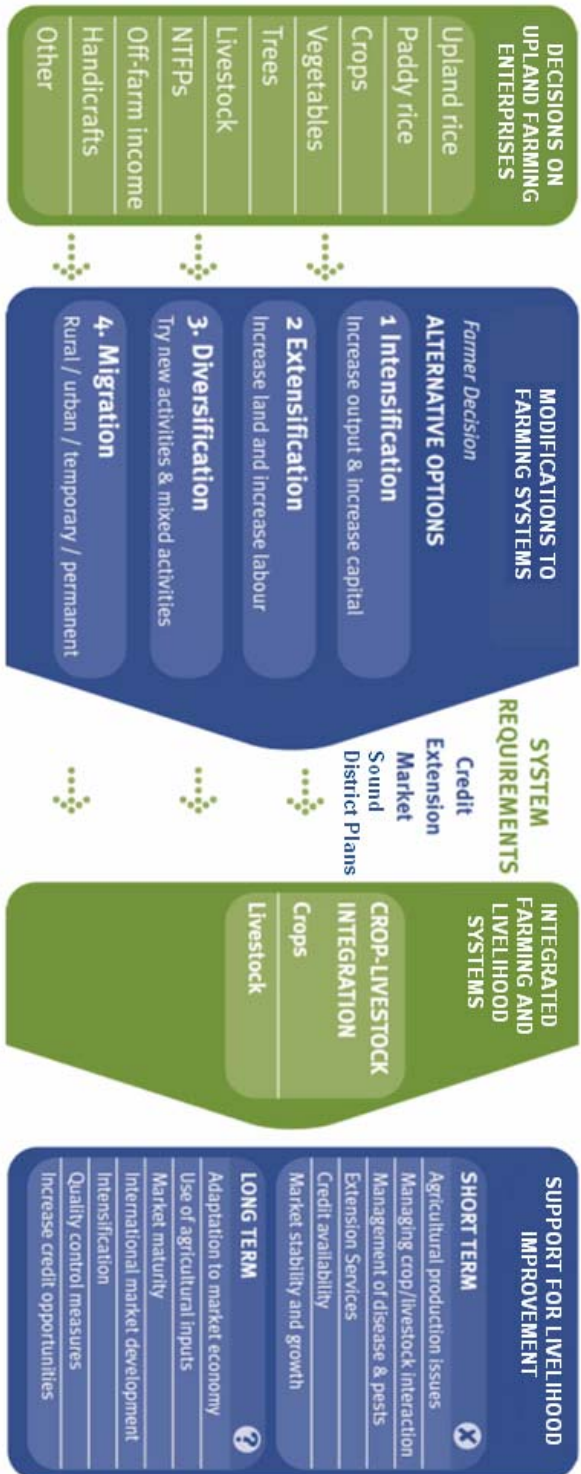 DECISIONS ON
UPLAND FARMING
ENTERPRISES
Upland rice
Paddy rice
Crops
Vegetables
Trees
Livestock
NTFPs
Off-farm income
Handicrafts
Other
MODIFICATIONS TO
FARMING SYSTEMS
Farmer Decision
ALTERNATIVE OPTIONS
1 Intensification
Increase output & increase capital
2 Extensification
Increase land and increase labour
3. Diversification
Try new activities & mixed activities
4. Migration
Rural / urban / temporary / permanent
SYSTEM
REQUIREMENTS
Credit
Extension
Market
Sound
District Plans
INTEGRATED
FARMING AND
LIVELIHOOD
SYSTEMS
CROP-LIVESTOCK
INTEGRATION
Crops
Livestock
SUPPORT FOR LIVELIHOOD
IMPROVEMENT
SHORT TERM X
Agricultural production issues
Managing crop/livestock interaction
Management of disease & pests
Extension Services
Credit availability
Market stability and growth
LONG TERM ?
Adaptation to market economy
Use of agricultural inputs
Market maturity
International market development
Intensification
Quality control measures
Increase credit opportunities